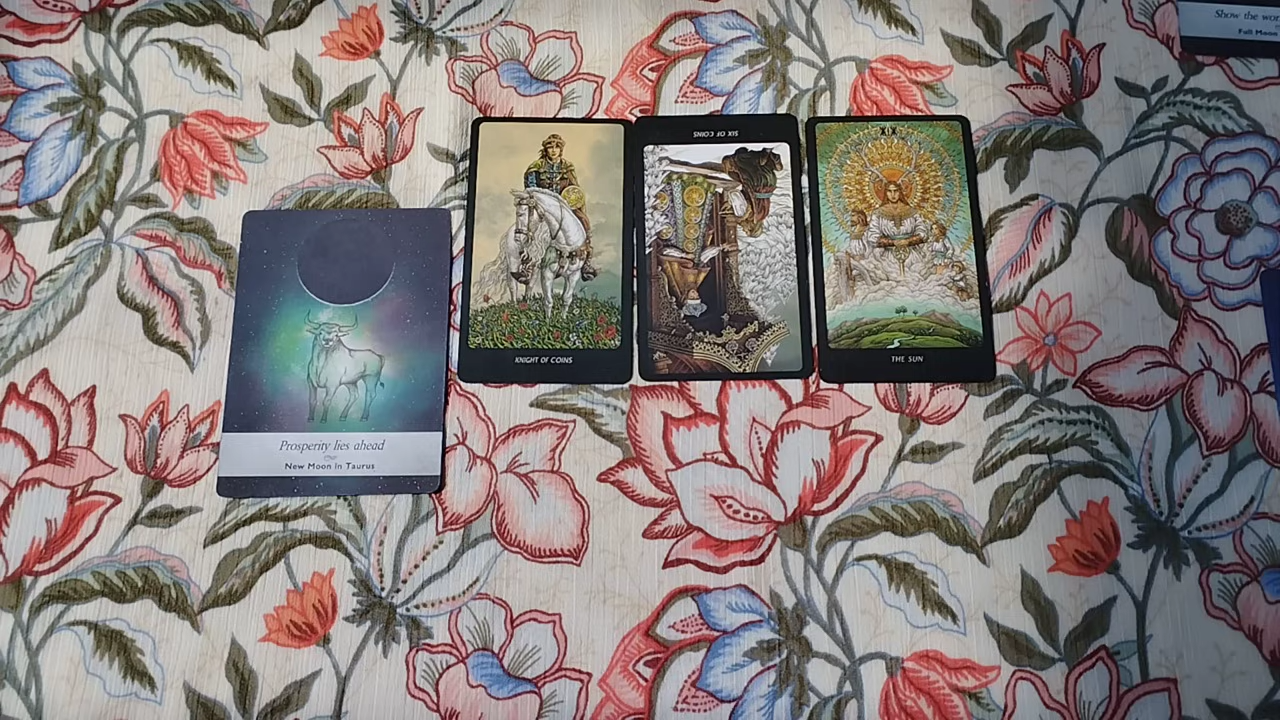 Show the wor
Full Moon
SIX OF COINS
XIX
KNIGHT OF COINS
THE SUN
Prosperity lies ahead
New Moon in Taurus